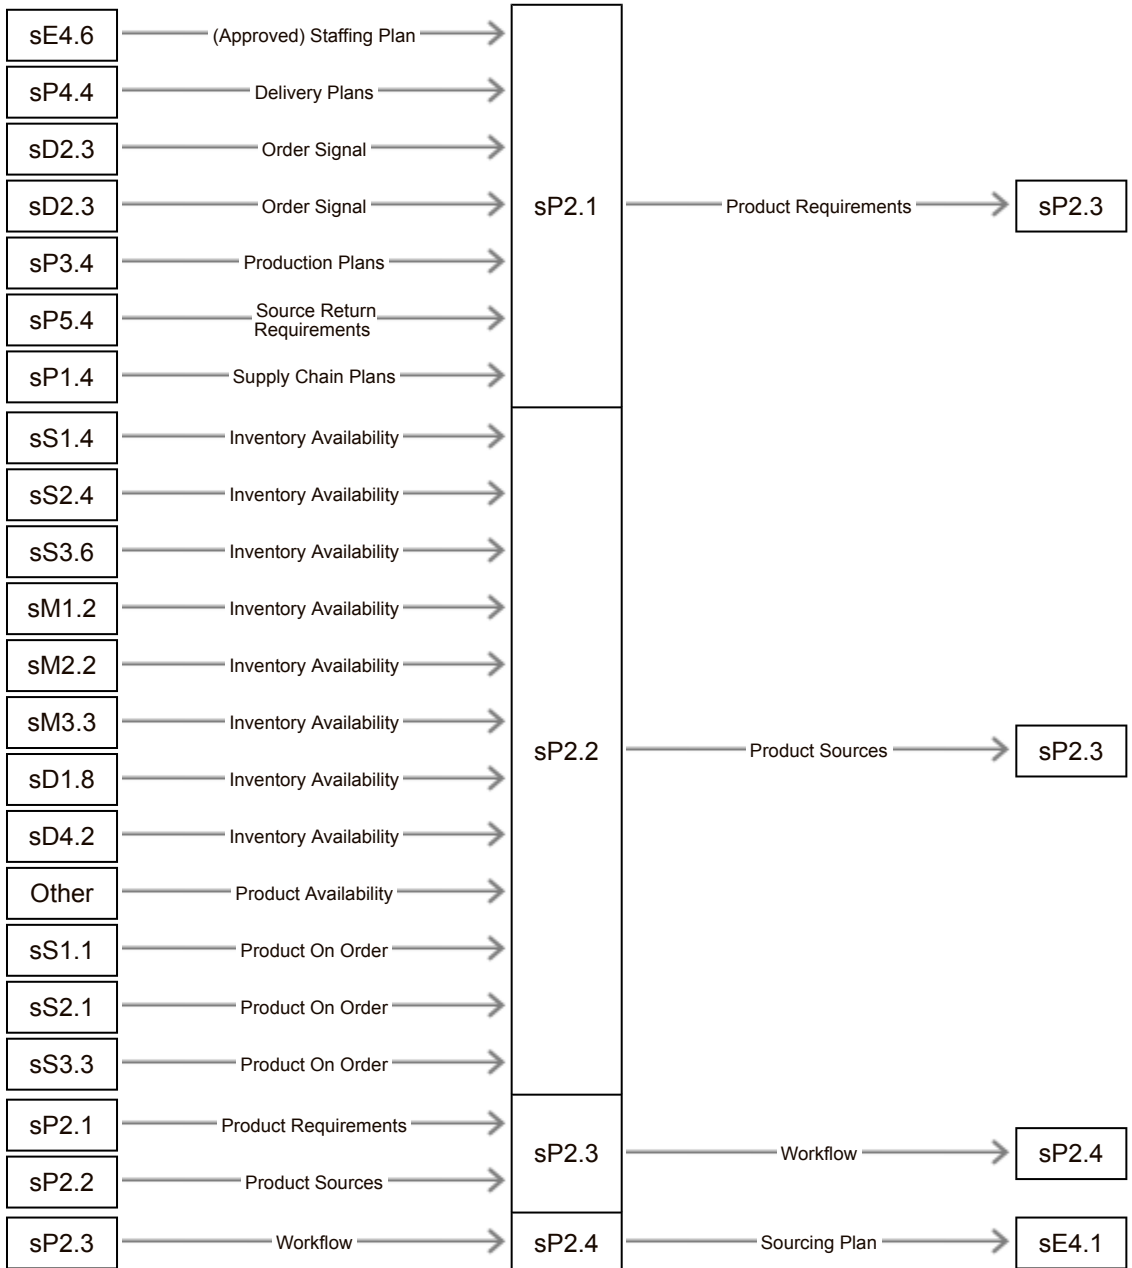 sE4.6 (Approved) Staffing Plan
sP4.4 Delivery Plans
sD2.3 Order Signal
sD2.3 Order Signal sP2.1 Product Requirements sP2.3
sP3.4 Production Plans
sP5.4 Source Return
Requirements
sP1.4 Supply Chain Plans
sS1.4 Inventory Availability
sS2.4 Inventory Availability
sS3.6 Inventory Availability
sM1.2 Inventory Availability
sM2.2 Inventory Availability
sM3.3 Inventory Availability
sP2.2 Product Sources sP2.3
sD1.8 Inventory Availability
sD4.2 Inventory Availability
Other Product Availability
sS1.1 Product On Order
sS2.1 Product On Order
sS3.3 Product On Order
sP2.1 Product Requirements
sP2.3 Workflow sP2.4
sP2.2 Product Sources
sP2.3 Workflow sP2.4 Sourcing Plan sE4.1